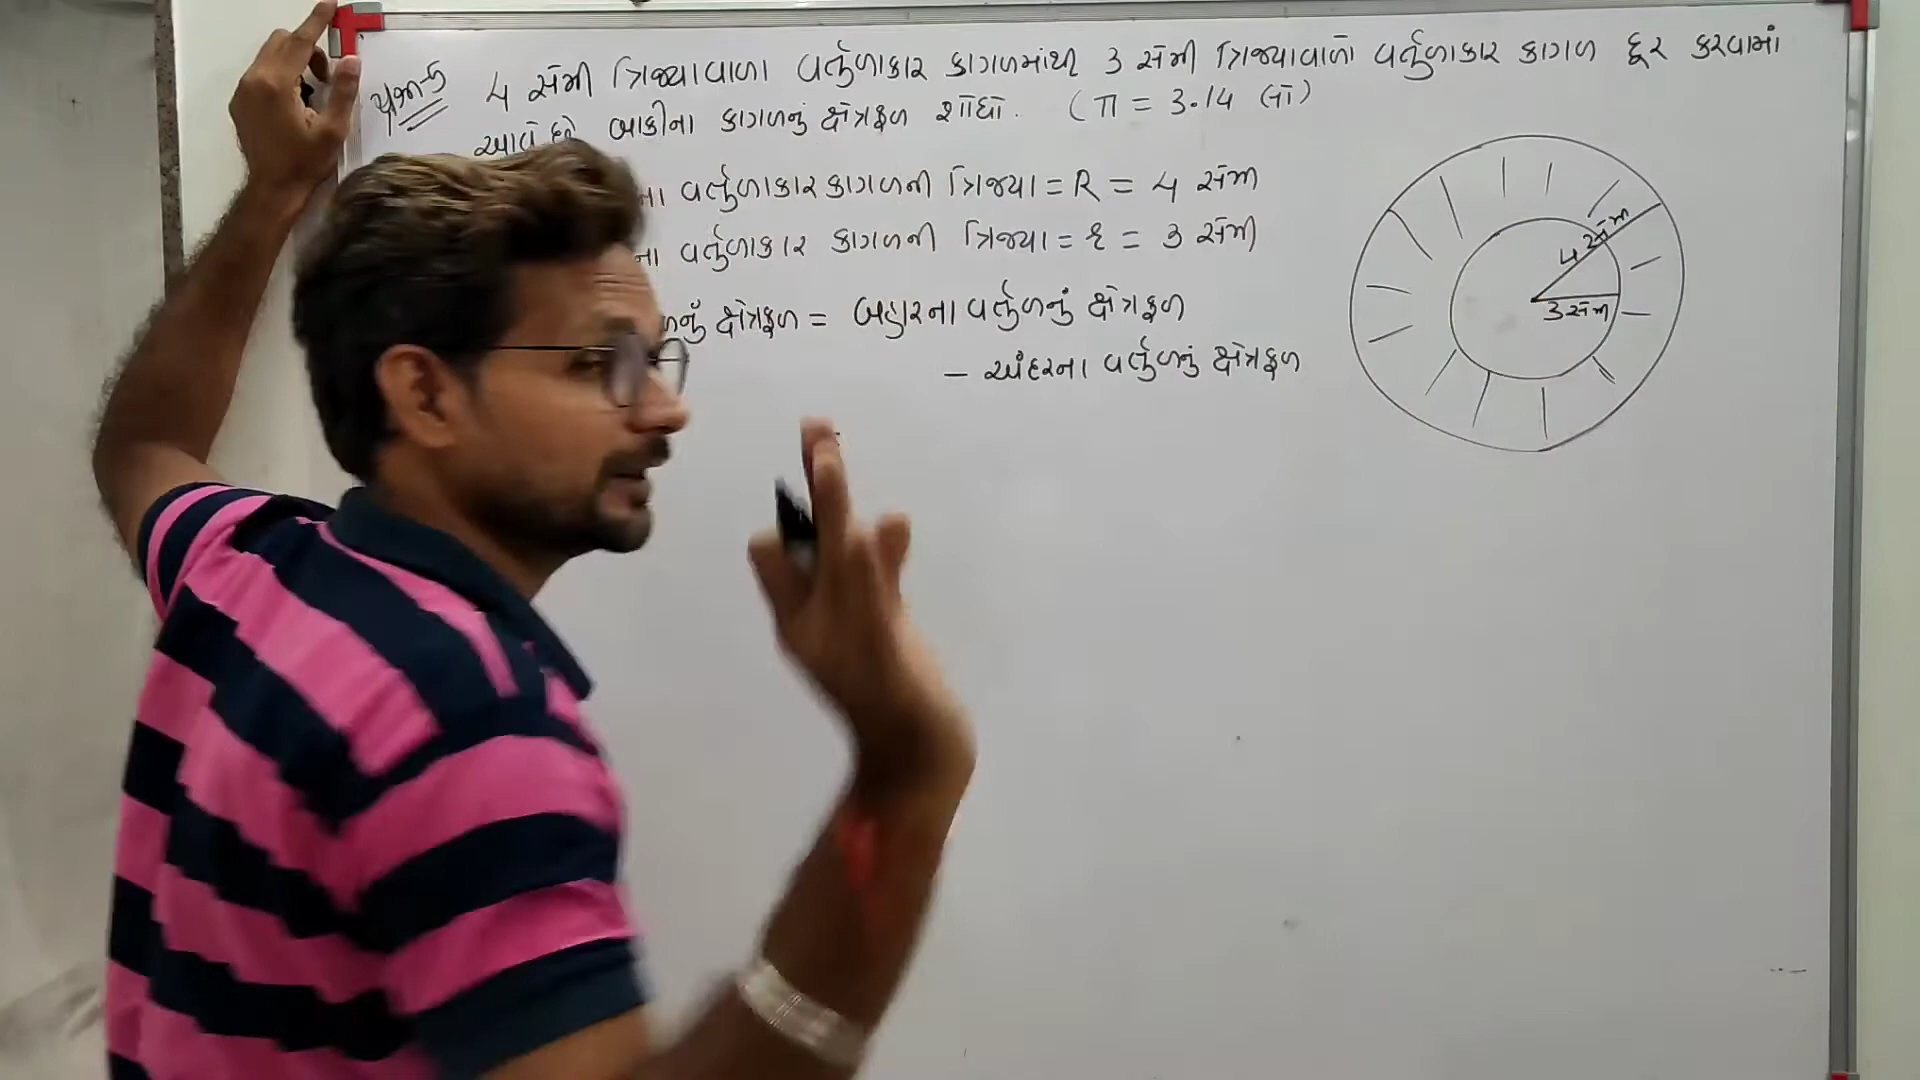 પ્રશ્ન-5 4 સેમી ત્રિજ્યાવાળા વર્તુળાકાર કાગળમાંથી 3 સેમી ત્રિજ્યાવાળો વર્તુળાકાર કાગળ દૂર કરવામાં
આવે છે બાકીના કાગળનું ક્ષેત્રફળ શોધો. (π = 3.14 લો)
ના વર્તુળાકાર કાગળની ત્રિજ્યા = R = 4 સેમી
ના વર્તુળાકાર કાગળની ત્રિજ્યા = r = 3 સેમી
નું ક્ષેત્રફળ = બહારના વર્તુળનું ક્ષેત્રફળ
– અંદરના વર્તુળનું ક્ષેત્રફળ
4 સેમી
3 સેમી